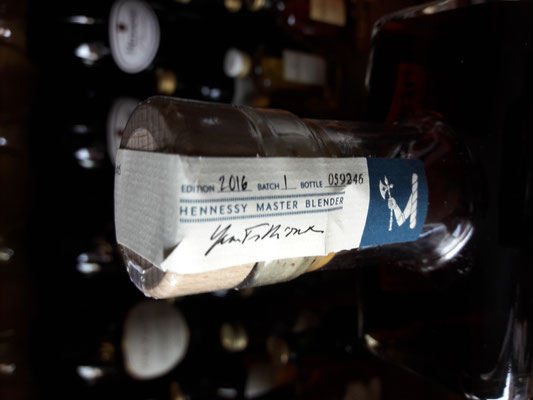 EDITION 2016 BATCH 1 BOTTLE 059246
HENNESSY MASTER BLENDER
M